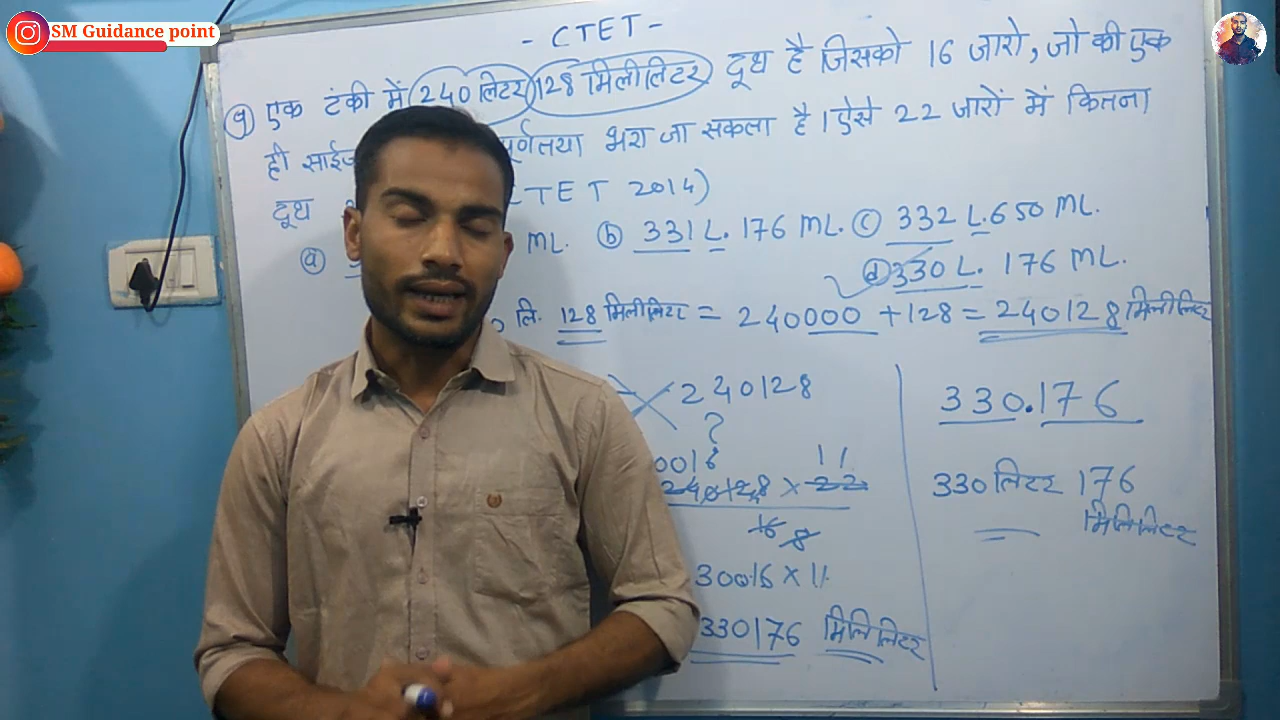 SM Guidance point
- CTET -
q एक टंकी में 240 लिटर 128 मिलीलिटर दूध है जिसको 16 जारो, जो की एक
ही साईज पूर्णतया भरा जा सकता है। ऐसे 22 जारों में कितना
दूध CTET 2014)
a ML. b 331 L. 176 ML. c 332 L. 650 ML.
d 330 L. 176 ML.
लि. 128 मिलीलिटर = 240000 + 128 = 240128 मिलीलिटर
240128
?
0016 11
240128 × 22
16 8
30016 × 11
330176 मिलिलिटर
330.176
330 लिटर 176
मिलिलिटर